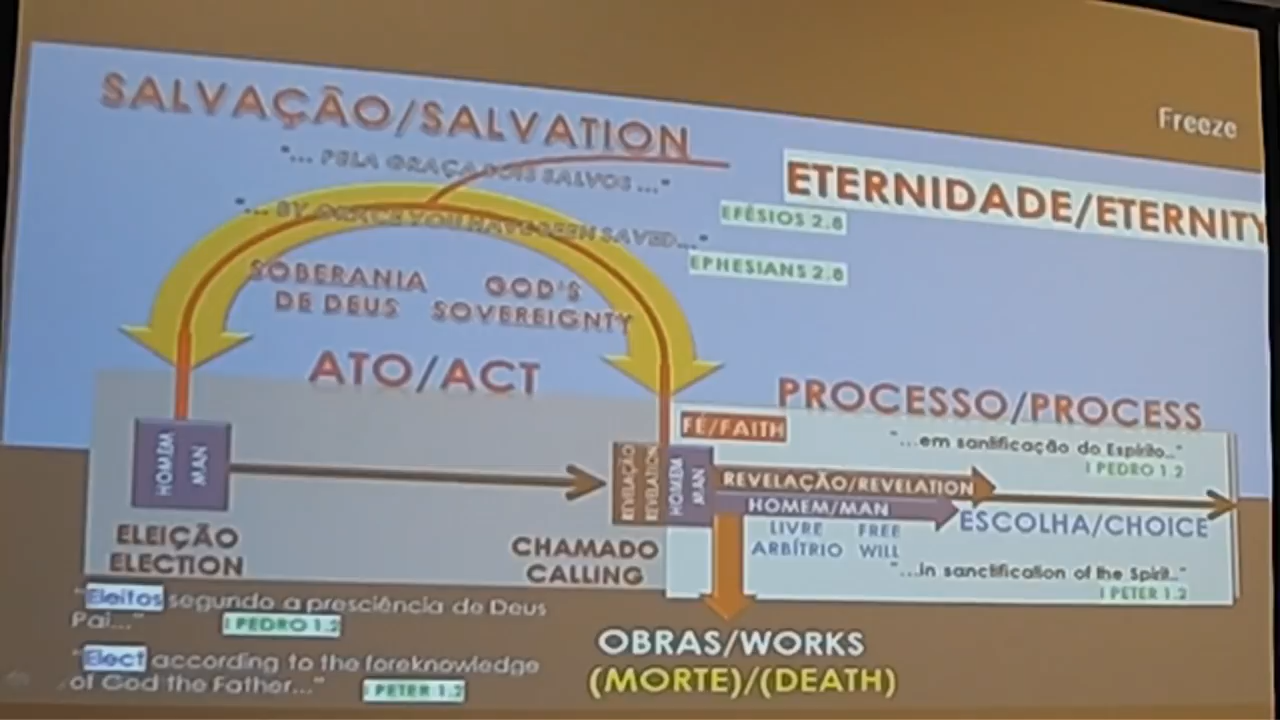 SALVAÇÃO/SALVATION
Freeze
"... PELA GRAÇA SOIS SALVOS ..."
ETERNIDADE/ETERNITY
EFÉSIOS 2.8
"... BY GRACE YOU HAVE BEEN SAVED..."
EPHESIANS 2.8
SOBERANIA
DE DEUS
GOD'S
SOVEREIGNTY
ATO/ACT
PROCESSO/PROCESS
FÉ/FAITH
"...em santificação do Espírito..."
I PEDRO 1.2
HOMEM
MAN
REVELAÇÃO
REVELATION
HOMEM
MAN
REVELAÇÃO/REVELATION
HOMEM/MAN
ESCOLHA/CHOICE
LIVRE
ARBÍTRIO
FREE
WILL
ELEIÇÃO
ELECTION
CHAMADO
CALLING
"...in sanctification of the Spirit..."
I PETER 1.2
"Eleitos segundo a presciência de Deus
Pai..."
I PEDRO 1.2
"Elect according to the foreknowledge
of God the Father..."
I PETER 1.2
OBRAS/WORKS
(MORTE)/(DEATH)